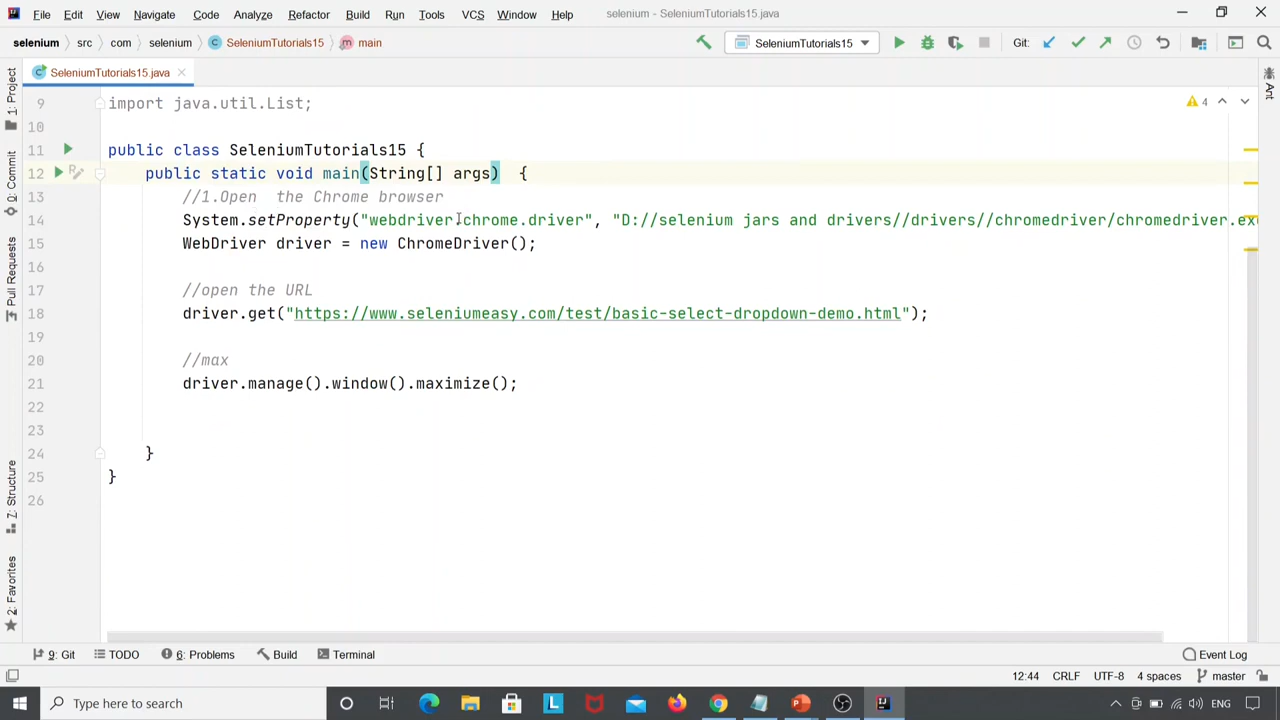 File Edit View Navigate Code Analyze Refactor Build Run Tools VCS Window Help selenium - SeleniumTutorials15.java
selenium src com selenium SeleniumTutorials15 main SeleniumTutorials15 Git:
SeleniumTutorials15.java
1: Project
0: Commit
Pull Requests
7: Structure
2: Favorites
Ant
4
9 import java.util.List;
10
11 public class SeleniumTutorials15 {
12 public static void main(String[] args) {
13 //1.Open the Chrome browser
14 System.setProperty("webdriver.chrome.driver", "D://selenium jars and drivers//drivers//chromedriver/chromedriver.exe
15 WebDriver driver = new ChromeDriver();
16
17 //open the URL
18 driver.get("https://www.seleniumeasy.com/test/basic-select-dropdown-demo.html");
19
20 //max
21 driver.manage().window().maximize();
22
23
24 }
25 }
26
9: Git TODO 6: Problems Build Terminal Event Log
12:44 CRLF UTF-8 4 spaces master
Type here to search ENG